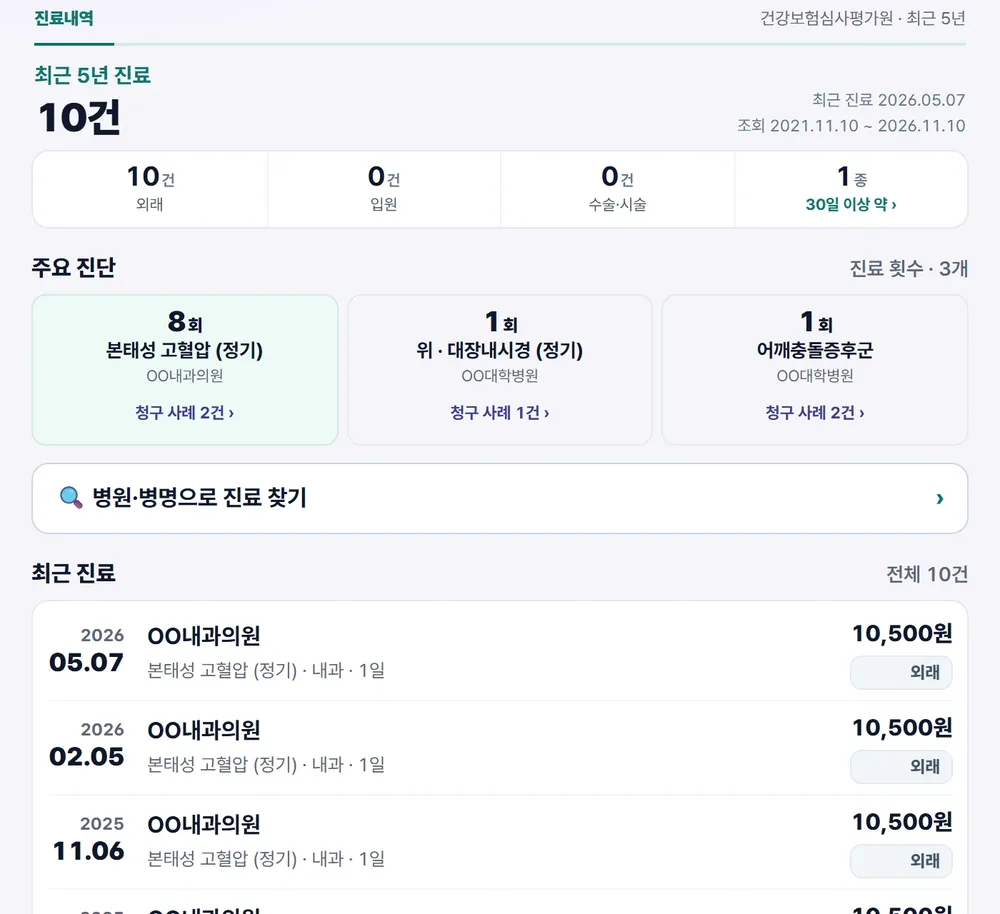 진료내역
건강보험심사평가원 · 최근 5년
최근 5년 진료
10건
최근 진료 2026.05.07
조회 2021.11.10 ~ 2026.11.10
10건
외래
0건
입원
0건
수술·시술
1종
30일 이상 약 ›
주요 진단
진료 횟수 · 3개
8회
본태성 고혈압 (정기)
OO내과의원
청구 사례 2건 ›
1회
위 · 대장내시경 (정기)
OO대학병원
청구 사례 1건 ›
1회
어깨충돌증후군
OO대학병원
청구 사례 2건 ›
병원·병명으로 진료 찾기 ›
최근 진료
전체 10건
2026
05.07
OO내과의원
본태성 고혈압 (정기) · 내과 · 1일
10,500원
외래
2026
02.05
OO내과의원
본태성 고혈압 (정기) · 내과 · 1일
10,500원
외래
2025
11.06
OO내과의원
본태성 고혈압 (정기) · 내과 · 1일
10,500원
외래